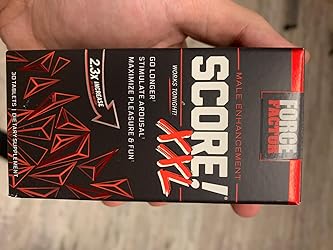 FORCE
FACTOR
MALE ENHANCEMENT
SCORE!
XXL
WORKS TONIGHT!
GO LONGER
STIMULATE AROUSAL
MAXIMIZE PLEASURE & FUN
2.3x INCREASE
30 TABLETS | DIETARY SUPPLEMENT